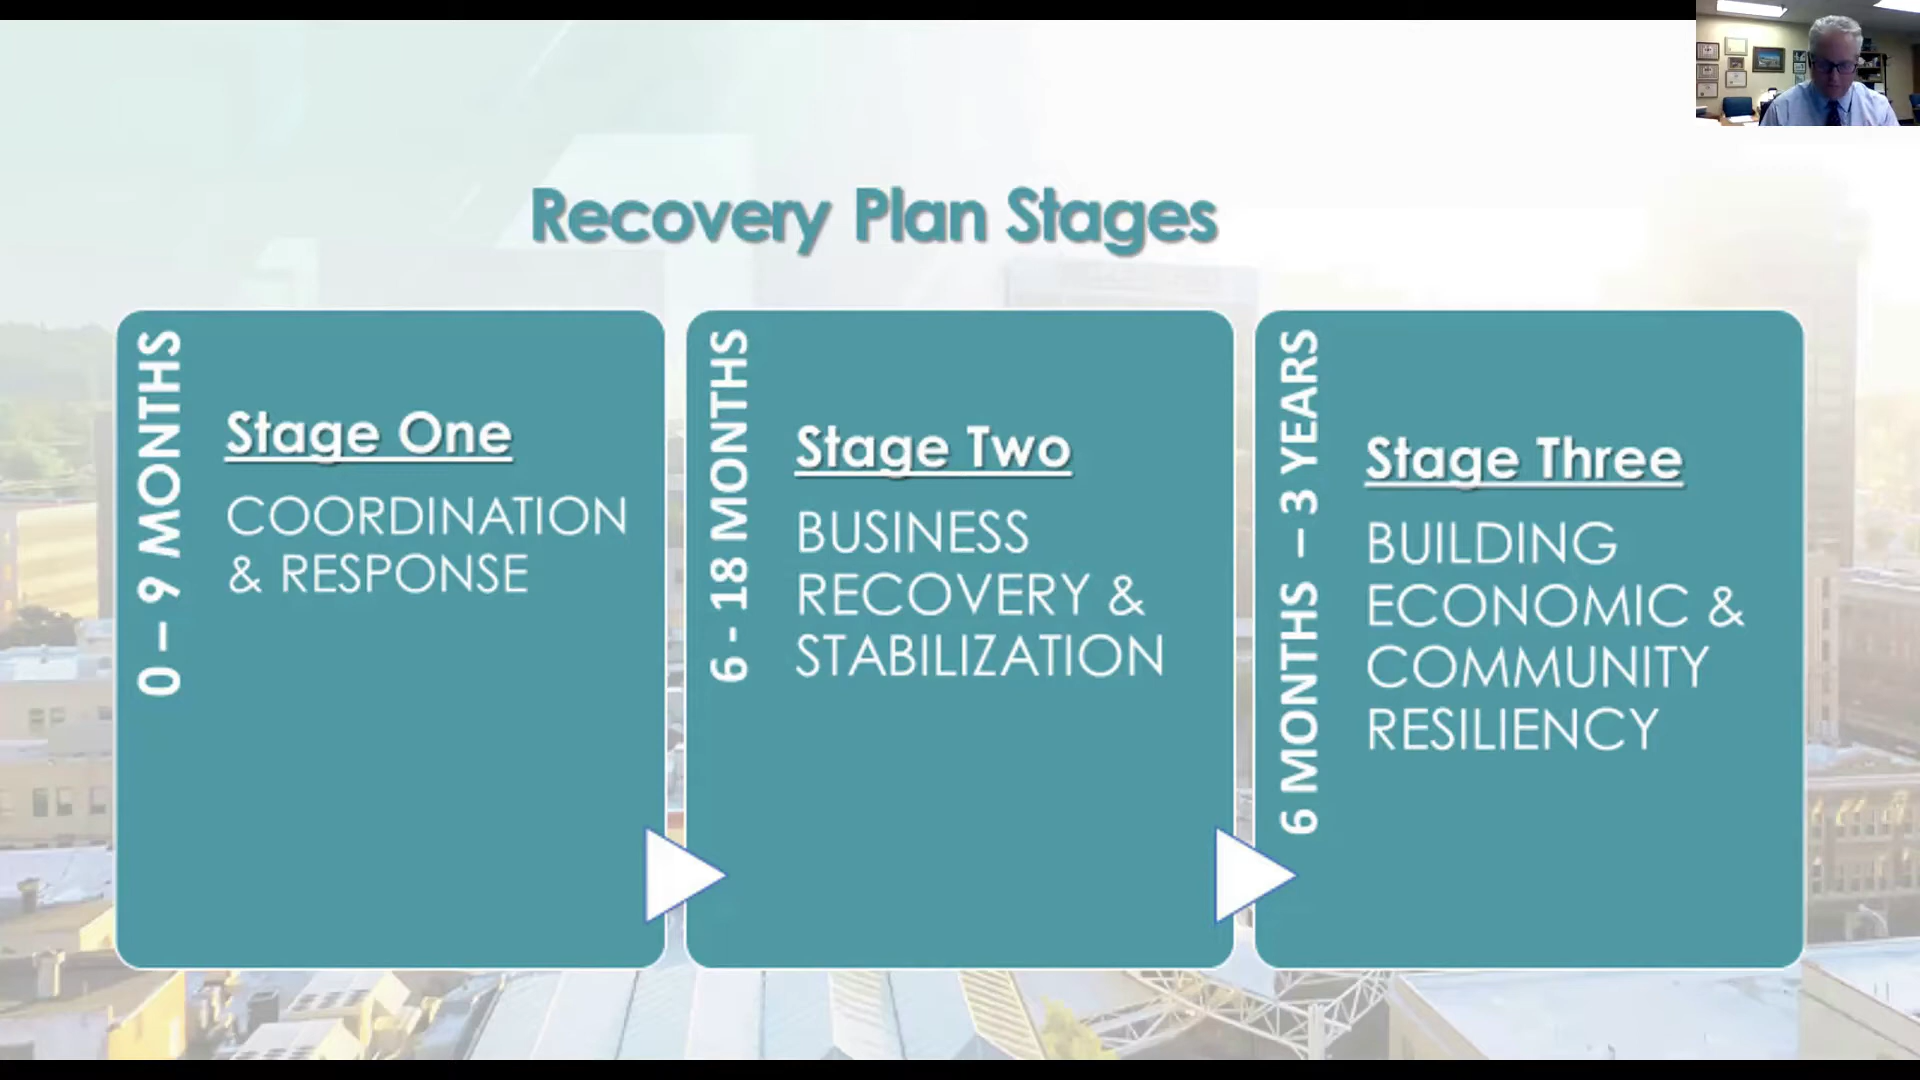 Recovery Plan Stages
0 – 9 MONTHS
Stage One
COORDINATION
& RESPONSE
6 - 18 MONTHS
Stage Two
BUSINESS
RECOVERY &
STABILIZATION
6 MONTHS – 3 YEARS
Stage Three
BUILDING
ECONOMIC &
COMMUNITY
RESILIENCY